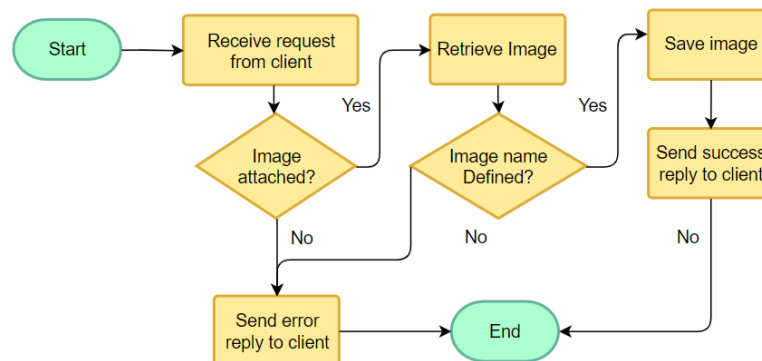 Start
Receive request
from client
Retrieve Image
Save image
Yes
Yes
Image
attached?
Image name
Defined?
Send success
reply to client
No
No
No
Send error
reply to client
End